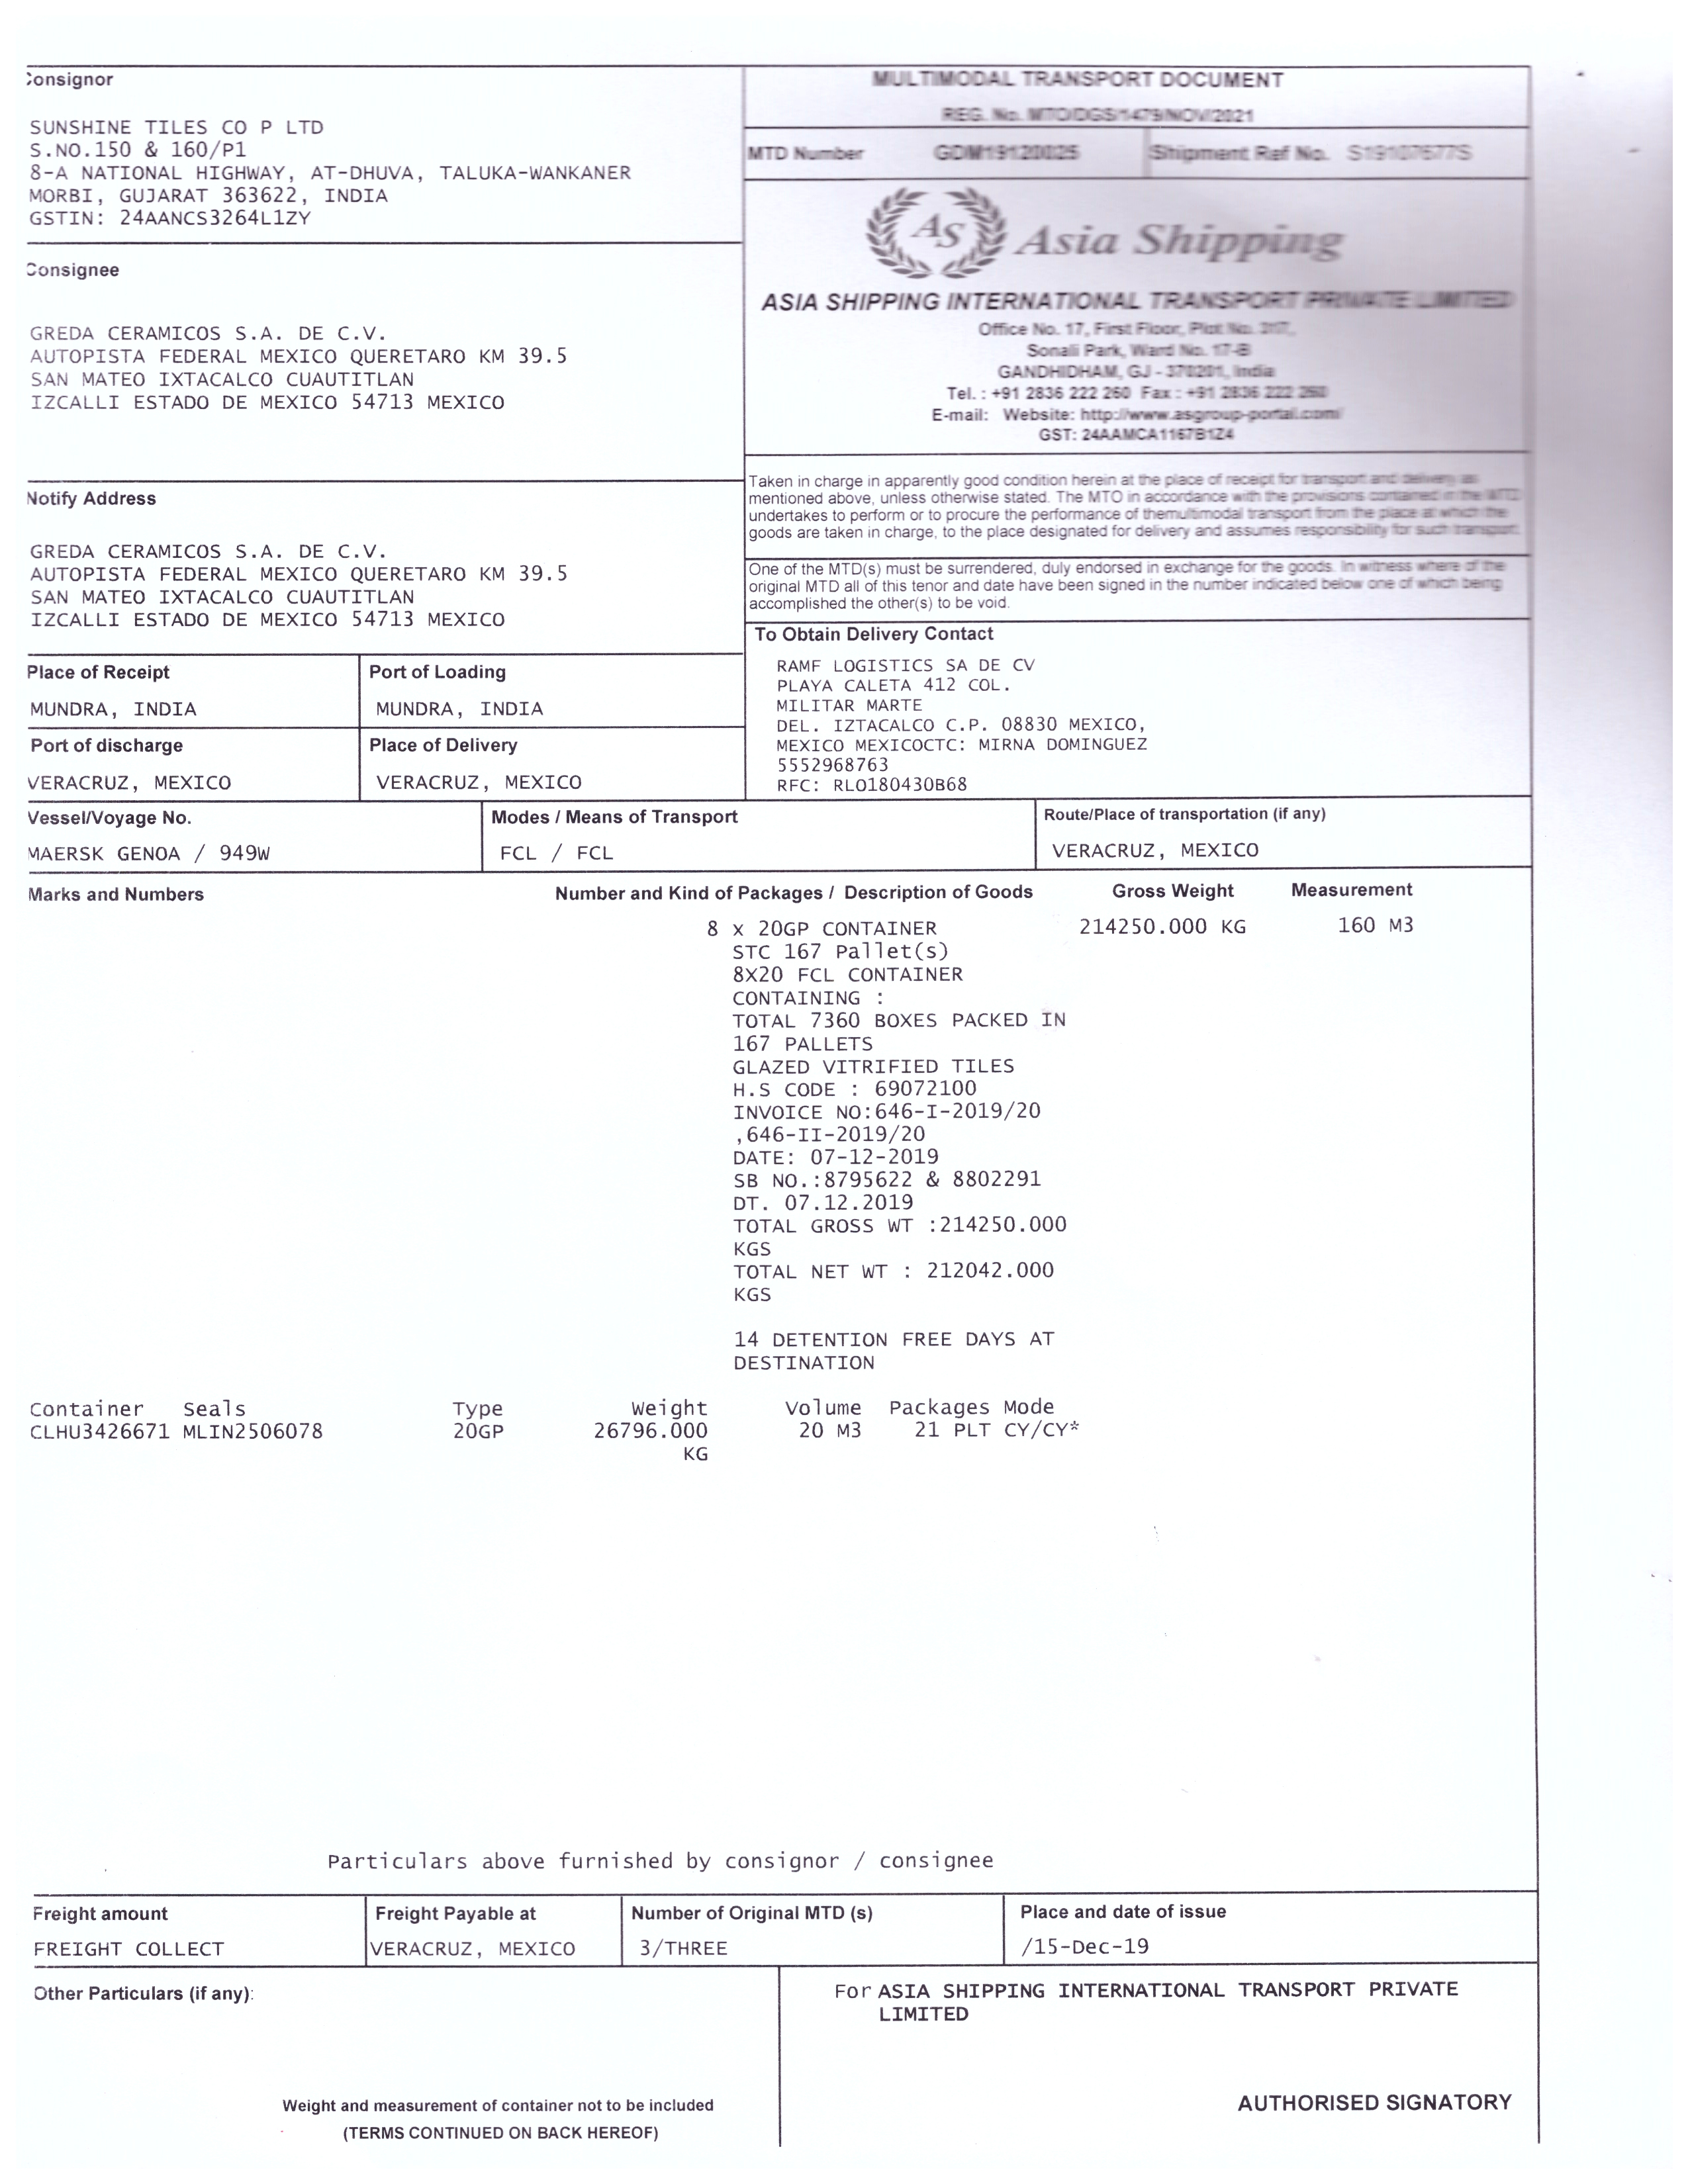 Consignor
SUNSHINE TILES CO P LTD
S.NO.150 & 160/P1
8-A NATIONAL HIGHWAY, AT-DHUVA, TALUKA-WANKANER
MORBI, GUJARAT 363622, INDIA
GSTIN: 24AANCS3264L1ZY
Consignee
GREDA CERAMICOS S.A. DE C.V.
AUTOPISTA FEDERAL MEXICO QUERETARO KM 39.5
SAN MATEO IXTACALCO CUAUTITLAN
IZCALLI ESTADO DE MEXICO 54713 MEXICO
Notify Address
GREDA CERAMICOS S.A. DE C.V.
AUTOPISTA FEDERAL MEXICO QUERETARO KM 39.5
SAN MATEO IXTACALCO CUAUTITLAN
IZCALLI ESTADO DE MEXICO 54713 MEXICO
MULTIMODAL TRANSPORT DOCUMENT
REG. No. MTO/DGS/1479/NOV/2021
MTD Number GDM19120025 Shipment Ref No. S19107677S
AS Asia Shipping
ASIA SHIPPING INTERNATIONAL TRANSPORT PRIVATE LIMITED
Office No. 17, First Floor, Plot No. 317,
Sonali Park, Ward No. 17-B
GANDHIDHAM, GJ - 370201, India
Tel. : +91 2836 222 260 Fax : +91 2836 222 260
E-mail: Website: http://www.asgroup-portal.com/
GST: 24AAMCA1167B1Z4
Taken in charge in apparently good condition herein at the place of receipt for transport and delivery as
mentioned above, unless otherwise stated. The MTO in accordance with the provisions contained in the MTD
undertakes to perform or to procure the performance of themultimodal transport from the place at which the
goods are taken in charge, to the place designated for delivery and assumes responsibility for such transport.
One of the MTD(s) must be surrendered, duly endorsed in exchange for the goods. In witness where of the
original MTD all of this tenor and date have been signed in the number indicated below one of which being
accomplished the other(s) to be void.
To Obtain Delivery Contact
RAMF LOGISTICS SA DE CV
PLAYA CALETA 412 COL.
MILITAR MARTE
DEL. IZTACALCO C.P. 08830 MEXICO,
MEXICO MEXICOCTC: MIRNA DOMINGUEZ
5552968763
RFC: RLO180430B68
Place of Receipt Port of Loading
MUNDRA, INDIA MUNDRA, INDIA
Port of discharge Place of Delivery
VERACRUZ, MEXICO VERACRUZ, MEXICO
Vessel/Voyage No. Modes / Means of Transport Route/Place of transportation (if any)
MAERSK GENOA / 949W FCL / FCL VERACRUZ, MEXICO
Marks and Numbers Number and Kind of Packages / Description of Goods Gross Weight Measurement
8 x 20GP CONTAINER 214250.000 KG 160 M3
STC 167 Pallet(s)
8X20 FCL CONTAINER
CONTAINING :
TOTAL 7360 BOXES PACKED IN
167 PALLETS
GLAZED VITRIFIED TILES
H.S CODE : 69072100
INVOICE NO:646-I-2019/20
,646-II-2019/20
DATE: 07-12-2019
SB NO.:8795622 & 8802291
DT. 07.12.2019
TOTAL GROSS WT :214250.000
KGS
TOTAL NET WT : 212042.000
KGS
14 DETENTION FREE DAYS AT
DESTINATION
Container Seals Type Weight Volume Packages Mode
CLHU3426671 MLIN2506078 20GP 26796.000 20 M3 21 PLT CY/CY*
KG
Particulars above furnished by consignor / consignee
Freight amount Freight Payable at Number of Original MTD (s) Place and date of issue
FREIGHT COLLECT VERACRUZ, MEXICO 3/THREE /15-Dec-19
Other Particulars (if any):
For ASIA SHIPPING INTERNATIONAL TRANSPORT PRIVATE
LIMITED
Weight and measurement of container not to be included
(TERMS CONTINUED ON BACK HEREOF)
AUTHORISED SIGNATORY